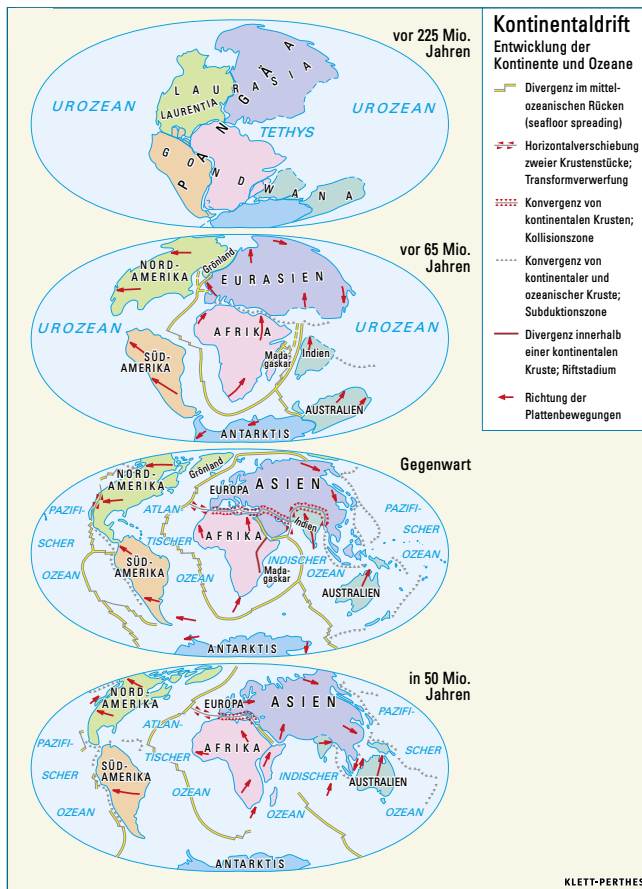 vor 225 Mio.
Jahren
UROZEAN
LAURASIA
LAURENTIA
PANGÄA
TETHYS
UROZEAN
GONDWANA
vor 65 Mio.
Jahren
NORD-
AMERIKA
Grönland
EURASIEN
UROZEAN
AFRIKA
UROZEAN
SÜD-
AMERIKA
Mada-
gaskar
Indien
AUSTRALIEN
ANTARKTIS
Gegenwart
NORD-
AMERIKA
Grönland
EUROPA
ASIEN
PAZIFI-
SCHER
OZEAN
ATLAN-
TISCHER
OZEAN
AFRIKA
Indien
PAZIFI-
SCHER
OZEAN
SÜD-
AMERIKA
Mada-
gaskar
INDISCHER
OZEAN
AUSTRALIEN
ANTARKTIS
in 50 Mio.
Jahren
NORD-
AMERIKA
EUROPA
ASIEN
PAZIFI-
SCHER
OZEAN
ATLAN-
TISCHER
OZEAN
AFRIKA
PAZIFI-
SCHER
OZEAN
SÜD-
AMERIKA
INDISCHER
OZEAN
AUSTRALIEN
ANTARKTIS
Kontinentaldrift
Entwicklung der
Kontinente und Ozeane
Divergenz im mittel-
ozeanischen Rücken
(seafloor spreading)
Horizontalverschiebung
zweier Krustenstücke;
Transformverwerfung
Konvergenz von
kontinentalen Krusten;
Kollisionszone
Konvergenz von
kontinentaler und
ozeanischer Kruste;
Subduktionszone
Divergenz innerhalb
einer kontinentalen
Kruste; Riftstadium
Richtung der
Plattenbewegungen
KLETT-PERTHES